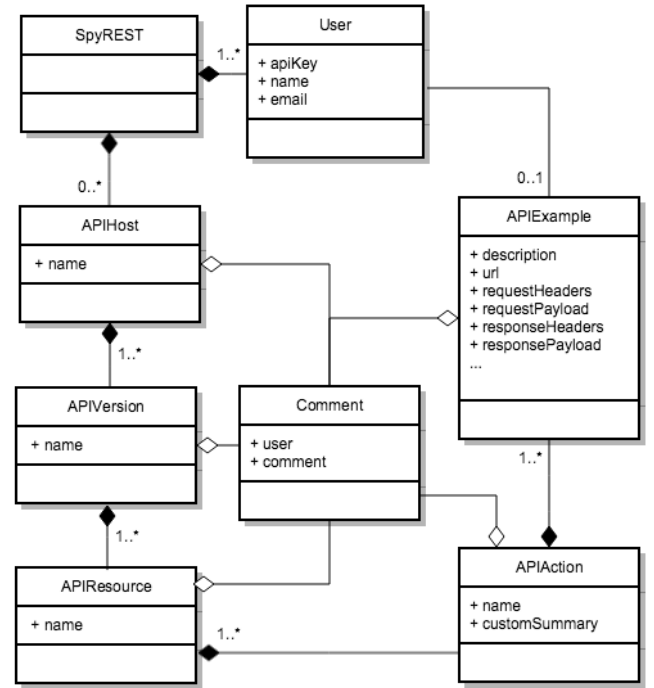 SpyREST
1..*
User
+ apiKey
+ name
+ email
0..*
0..1
APIHost
+ name
APIExample
+ description
+ url
+ requestHeaders
+ requestPayload
+ responseHeaders
+ responsePayload
...
1..*
APIVersion
+ name
Comment
+ user
+ comment
1..*
1..*
APIResource
+ name
APIAction
+ name
+ customSummary
1..*